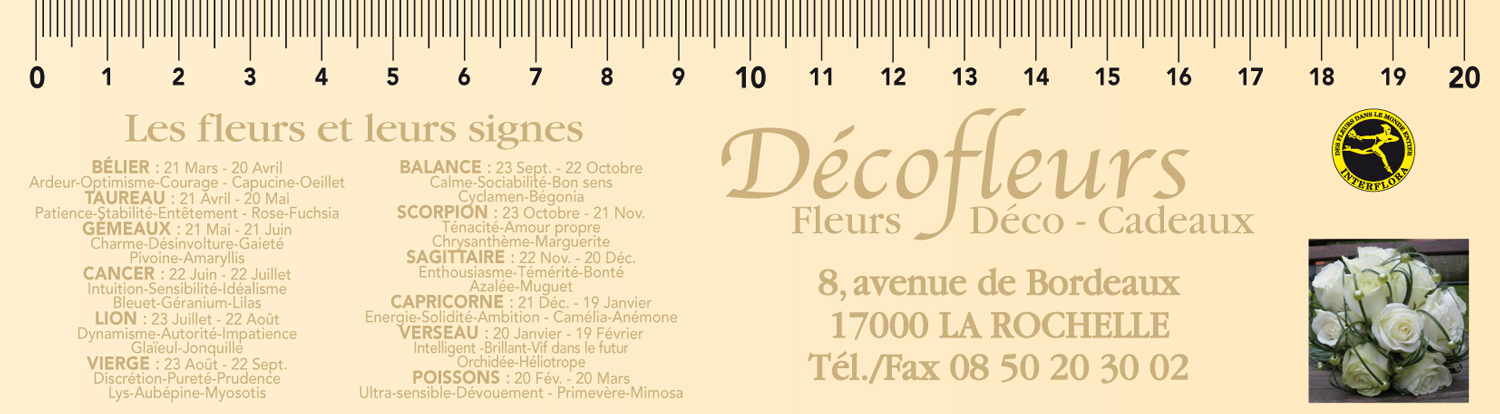 0 1 2 3 4 5 6 7 8 9 10 11 12 13 14 15 16 17 18 19 20
Les fleurs et leurs signes
BÉLIER : 21 Mars - 20 Avril
Ardeur-Optimisme-Courage - Capucine-Oeillet
TAUREAU : 21 Avril - 20 Mai
Patience-Stabilité-Entêtement - Rose-Fuchsia
GÉMEAUX : 21 Mai - 21 Juin
Charme-Désinvolture-Gaieté
Pivoine-Amaryllis
CANCER : 22 Juin - 22 Juillet
Intuition-Sensibilité-Idéalisme
Bleuet-Géranium-Lilas
LION : 23 Juillet - 22 Août
Dynamisme-Autorité-Impatience
Glaïeul-Jonquille
VIERGE : 23 Août - 22 Sept.
Discrétion-Pureté-Prudence
Lys-Aubépine-Myosotis
BALANCE : 23 Sept. - 22 Octobre
Calme-Sociabilité-Bon sens
Cyclamen-Bégonia
SCORPION : 23 Octobre - 21 Nov.
Ténacité-Amour propre
Chrysanthème-Marguerite
SAGITTAIRE : 22 Nov. - 20 Déc.
Enthousiasme-Témérité-Bonté
Azalée-Muguet
CAPRICORNE : 21 Déc. - 19 Janvier
Energie-Solidité-Ambition - Camélia-Anémone
VERSEAU : 20 Janvier - 19 Février
Intelligent -Brillant-Vif dans le futur
Orchidée-Héliotrope
POISSONS : 20 Fév. - 20 Mars
Ultra-sensible-Dévouement - Primevère-Mimosa
Décofleurs
Fleurs Déco - Cadeaux
8, avenue de Bordeaux
17000 LA ROCHELLE
Tél./Fax 08 50 20 30 02
DES FLEURS DANS LE MONDE ENTIER
INTERFLORA